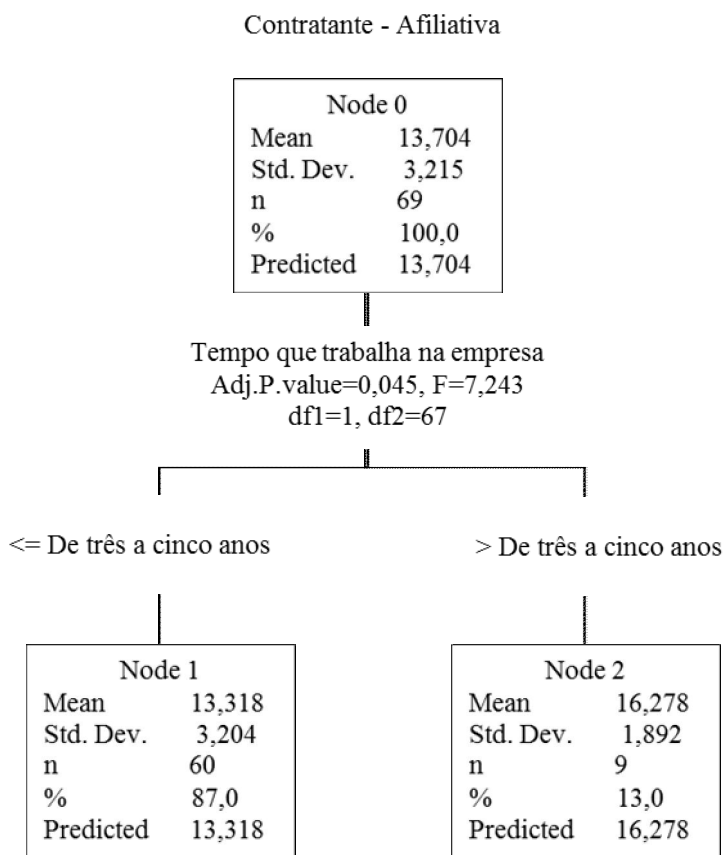 Contratante - Afiliativa
Node 0
Mean 13,704
Std. Dev. 3,215
n 69
% 100,0
Predicted 13,704
Tempo que trabalha na empresa
Adj.P.value=0,045, F=7,243
df1=1, df2=67
<= De três a cinco anos
> De três a cinco anos
Node 1
Mean 13,318
Std. Dev. 3,204
n 60
% 87,0
Predicted 13,318
Node 2
Mean 16,278
Std. Dev. 1,892
n 9
% 13,0
Predicted 16,278